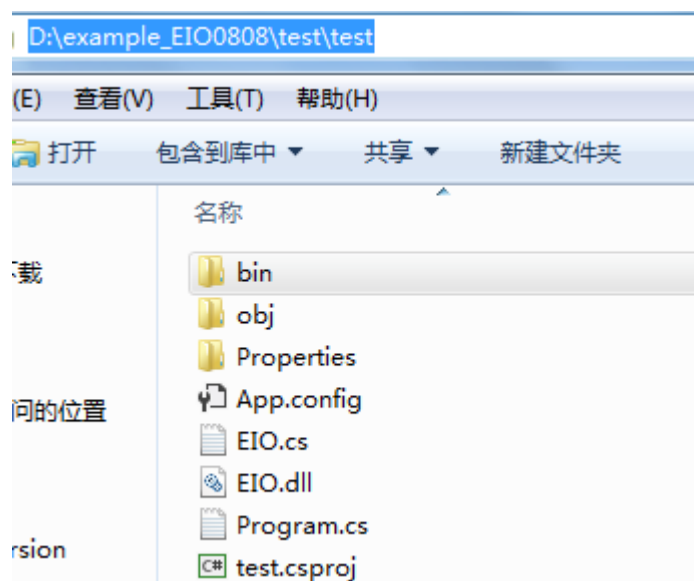 D:\example_EIO0808\test\test
(E) 查看(V) 工具(T) 帮助(H)
打开 包含到库中 共享 新建文件夹
名称
下载
bin
obj
Properties
App.config
问的位置
EIO.cs
EIO.dll
Program.cs
rsion
test.csproj